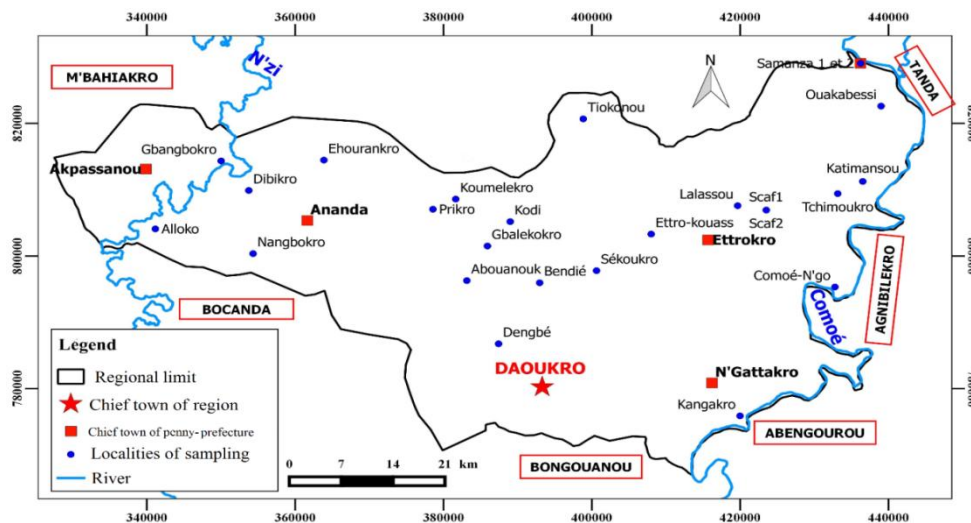 340000 360000 380000 400000 420000 440000
N'zi
M'BAHIAKRO
N
Samanza 1 et 2
TANDA
Ouakabessi
820000
Tiokonou
Gbangbokro
Ehourankro
Akpassanou
Dibikro
Koumelekro
Katimansou
Lalassou
Scaf1
Ananda
Prikro
Kodi
Tchimoukro
Alloko
Gbalekokro
Ettro-kouass
Scaf2
Nangbokro
Ettrokro
800000
800000
Sékoukro
Abouanouk
Bendié
Comoé-N'go
AGNIBILEKRO
BOCANDA
Comoé
Dengbé
Legend
Regional limit
DAOUKRO
N'Gattakro
780000
780000
Chief town of region
Kangakro
Chief town of penny-prefecture
ABENGOUROU
Localities of sampling
0 7 14 21 km
BONGOUANOU
River
340000 360000 380000 400000 420000 440000